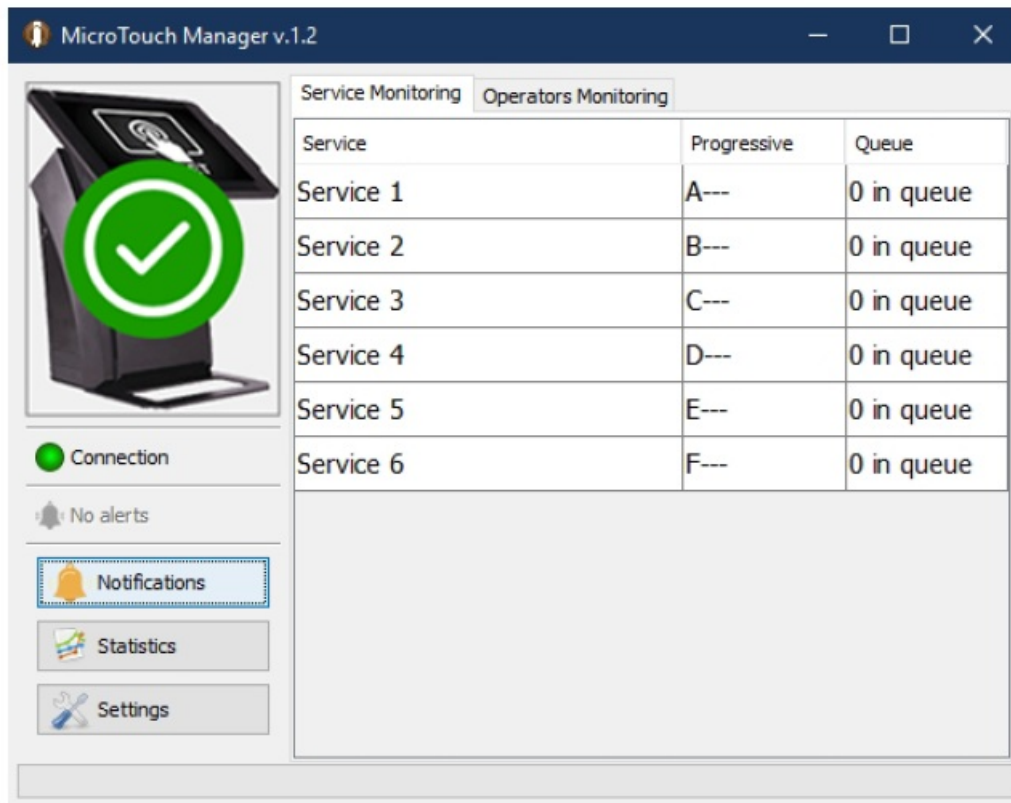 MicroTouch Manager v.1.2
Service Monitoring Operators Monitoring
Service Progressive Queue
Service 1 A--- 0 in queue
Service 2 B--- 0 in queue
Service 3 C--- 0 in queue
Service 4 D--- 0 in queue
Service 5 E--- 0 in queue
Service 6 F--- 0 in queue
Connection
No alerts
Notifications
Statistics
Settings